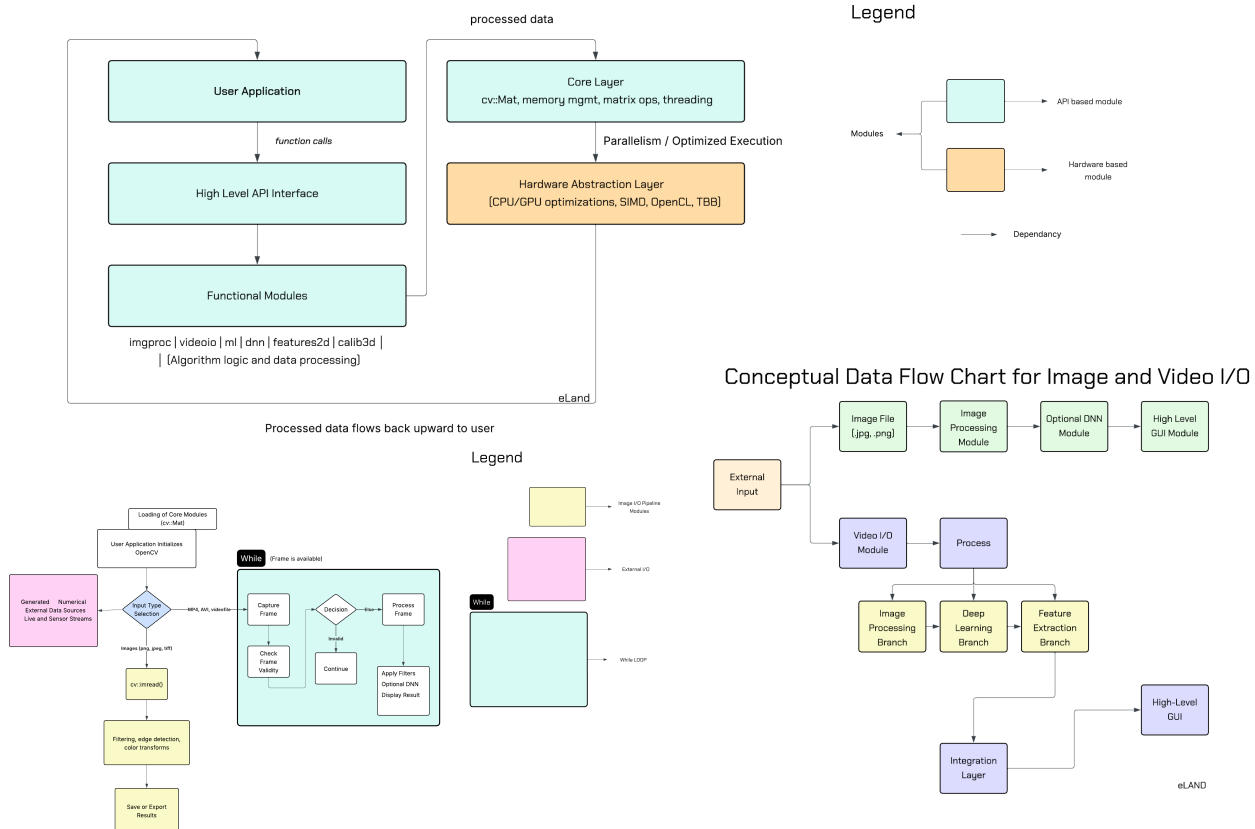 processed data
User Application
function calls
High Level API Interface
Functional Modules
imgproc | videoio | ml | dnn | features2d | calib3d |
| (Algorithm logic and data processing)
Core Layer
cv::Mat, memory mgmt, matrix ops, threading
Parallelism / Optimized Execution
Hardware Abstraction Layer
(CPU/GPU optimizations, SIMD, OpenCL, TBB)
eLand
Processed data flows back upward to user
Legend
Modules
API based module
Hardware based
module
Dependancy
Loading of Core Modules
(cv::Mat)
User Application Initializes
OpenCV
Generated Numerical
External Data Sources
Live and Sensor Streams
Input Type
Selection
MP4, AVI, videofile
Images (png, jpeg, tiff)
cv::imread()
Filtering, edge detection,
color transforms
Save or Export
Results
While
(Frame is available)
Capture
Frame
Check
Frame
Validity
Decision
Else
Invalid
Continue
Process
Frame
Apply Filters
Optional DNN
Display Result
Legend
Image I/O Pipeline
Modules
External I/O
While
While LOOP
Conceptual Data Flow Chart for Image and Video I/O
External
Input
Image File
(.jpg, .png)
Image
Processing
Module
Optional DNN
Module
High Level
GUI Module
Video I/O
Module
Process
Image
Processing
Branch
Deep
Learning
Branch
Feature
Extraction
Branch
Integration
Layer
High-Level
GUI
eLAND